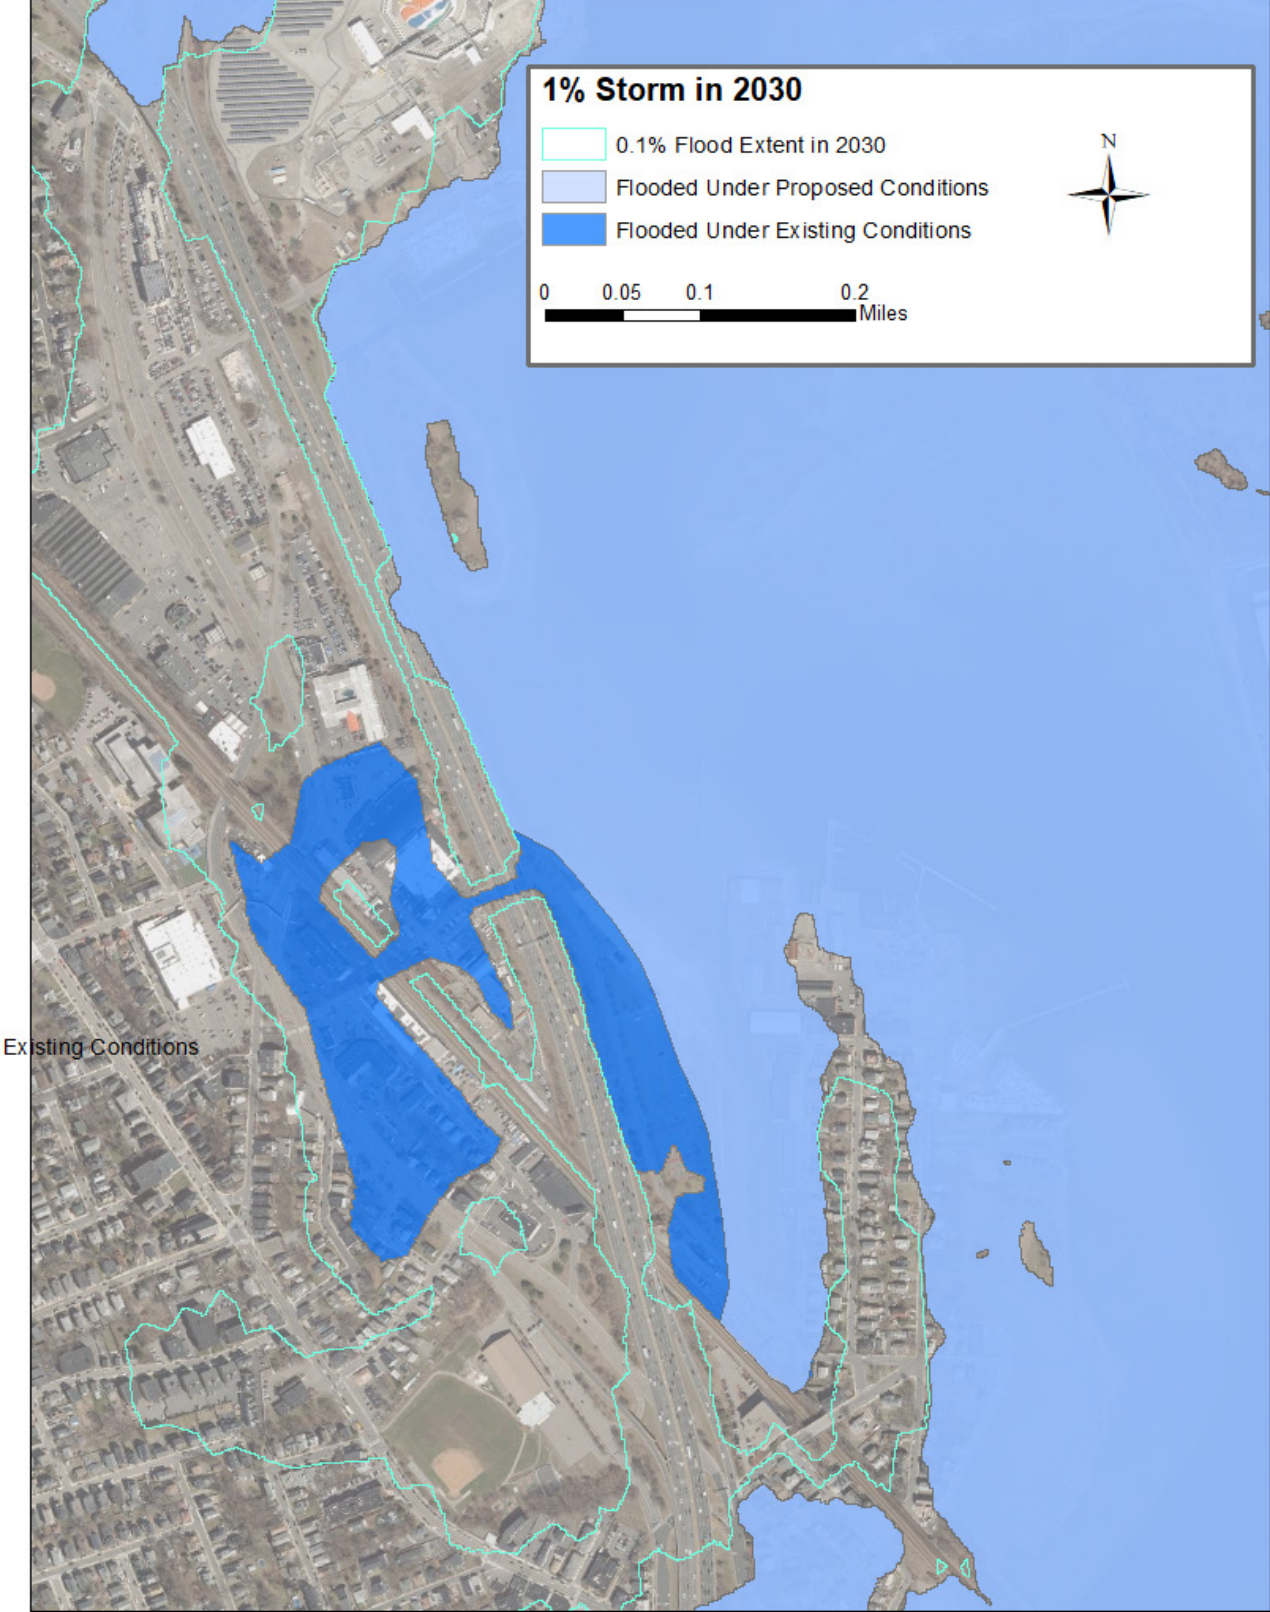 1% Storm in 2030
0.1% Flood Extent in 2030
N
Flooded Under Proposed Conditions
Flooded Under Existing Conditions
0 0.05 0.1 0.2
Miles
Existing Conditions